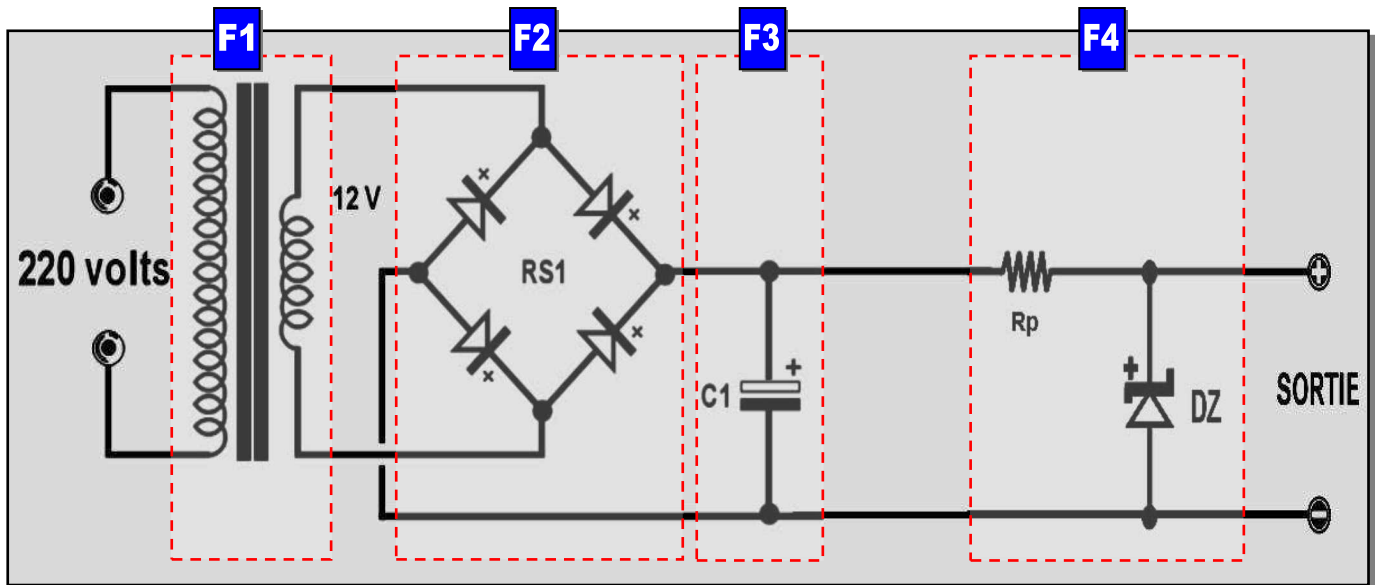 F1
F2
F3
F4
12 V
220 volts
RS1
Rp
C1
+
+
DZ
SORTIE
+
-